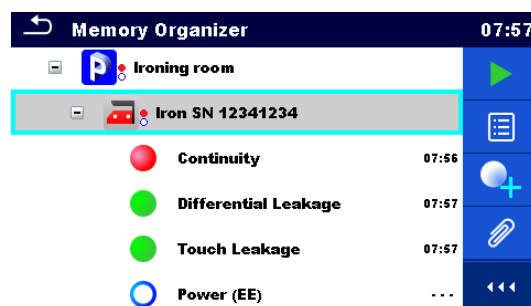 Memory Organizer 07:57
Ironing room
Iron SN 12341234
Continuity 07:56
Differential Leakage 07:57
Touch Leakage 07:57
Power (EE) ---